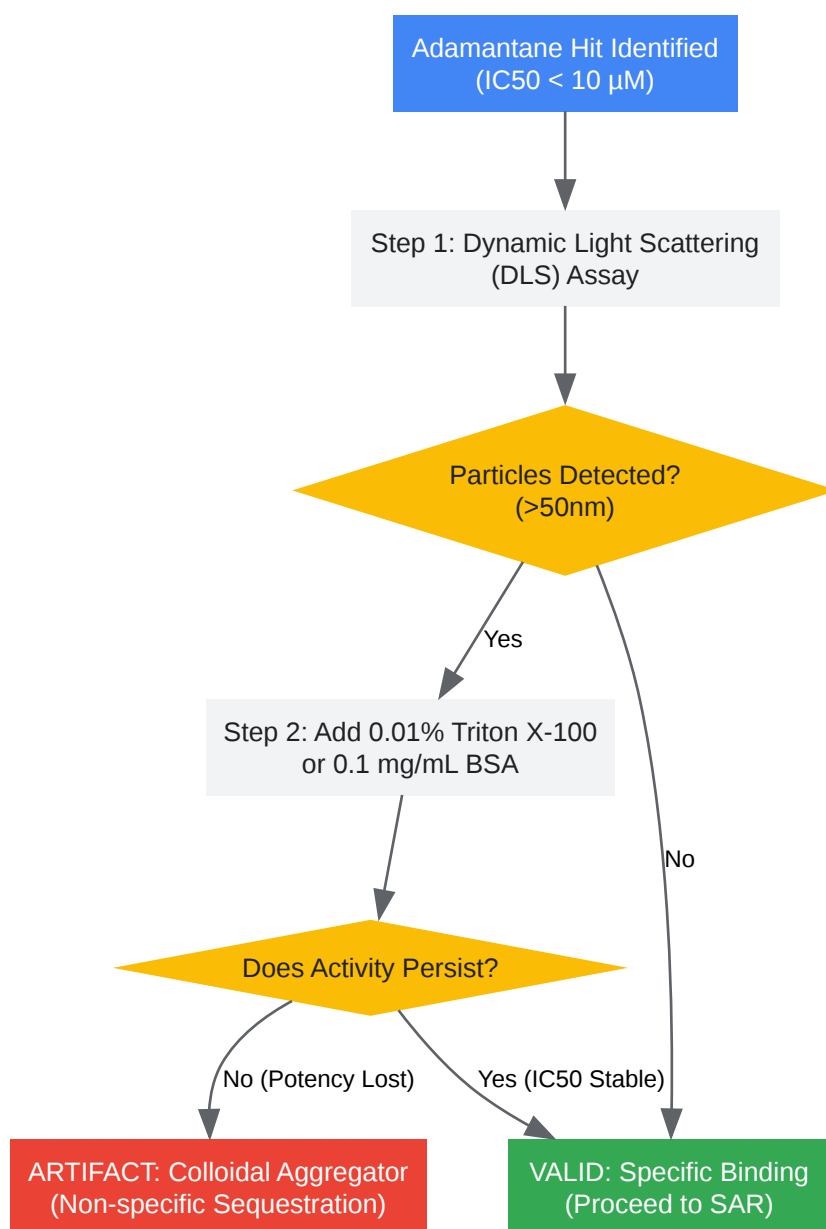 Adamantane Hit Identified
(IC50 < 10 µM)
Step 1: Dynamic Light Scattering
(DLS) Assay
Particles Detected?
(>50nm)
Yes
Step 2: Add 0.01% Triton X-100
or 0.1 mg/mL BSA
No
Does Activity Persist?
No (Potency Lost)
Yes (IC50 Stable)
ARTIFACT: Colloidal Aggregator
(Non-specific Sequestration)
VALID: Specific Binding
(Proceed to SAR)